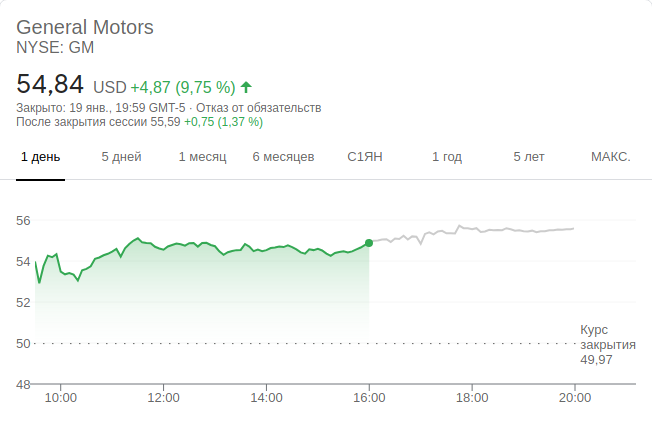 General Motors
NYSE: GM
54,84 USD +4,87 (9,75 %)
Закрыто: 19 янв., 19:59 GMT-5 · Отказ от обязательств
После закрытия сессии 55,59 +0,75 (1,37 %)
1 день 5 дней 1 месяц 6 месяцев С1ЯН 1 год 5 лет МАКС.
56
54
52
50
48
Курс
закрытия
49,97
10:00 12:00 14:00 16:00 18:00 20:00